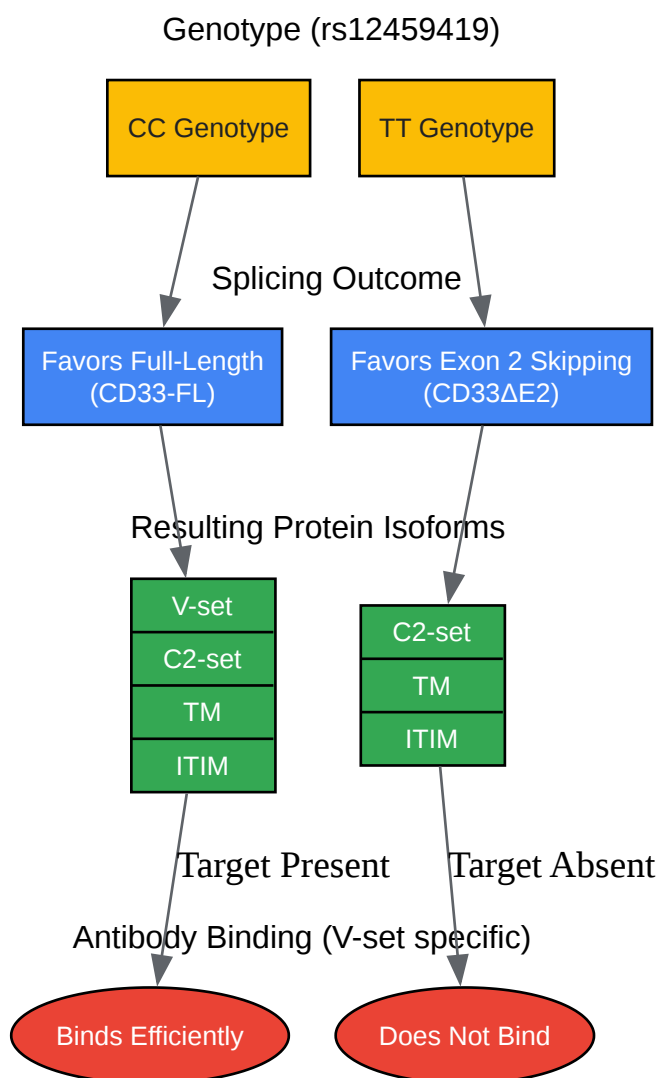 Genotype (rs12459419)
CC Genotype
TT Genotype
Splicing Outcome
Favors Full-Length
(CD33-FL)
Favors Exon 2 Skipping
(CD33ΔE2)
Resulting Protein Isoforms
V-set
C2-set
TM
ITIM
C2-set
TM
ITIM
Target Present
Target Absent
Antibody Binding (V-set specific)
Binds Efficiently
Does Not Bind